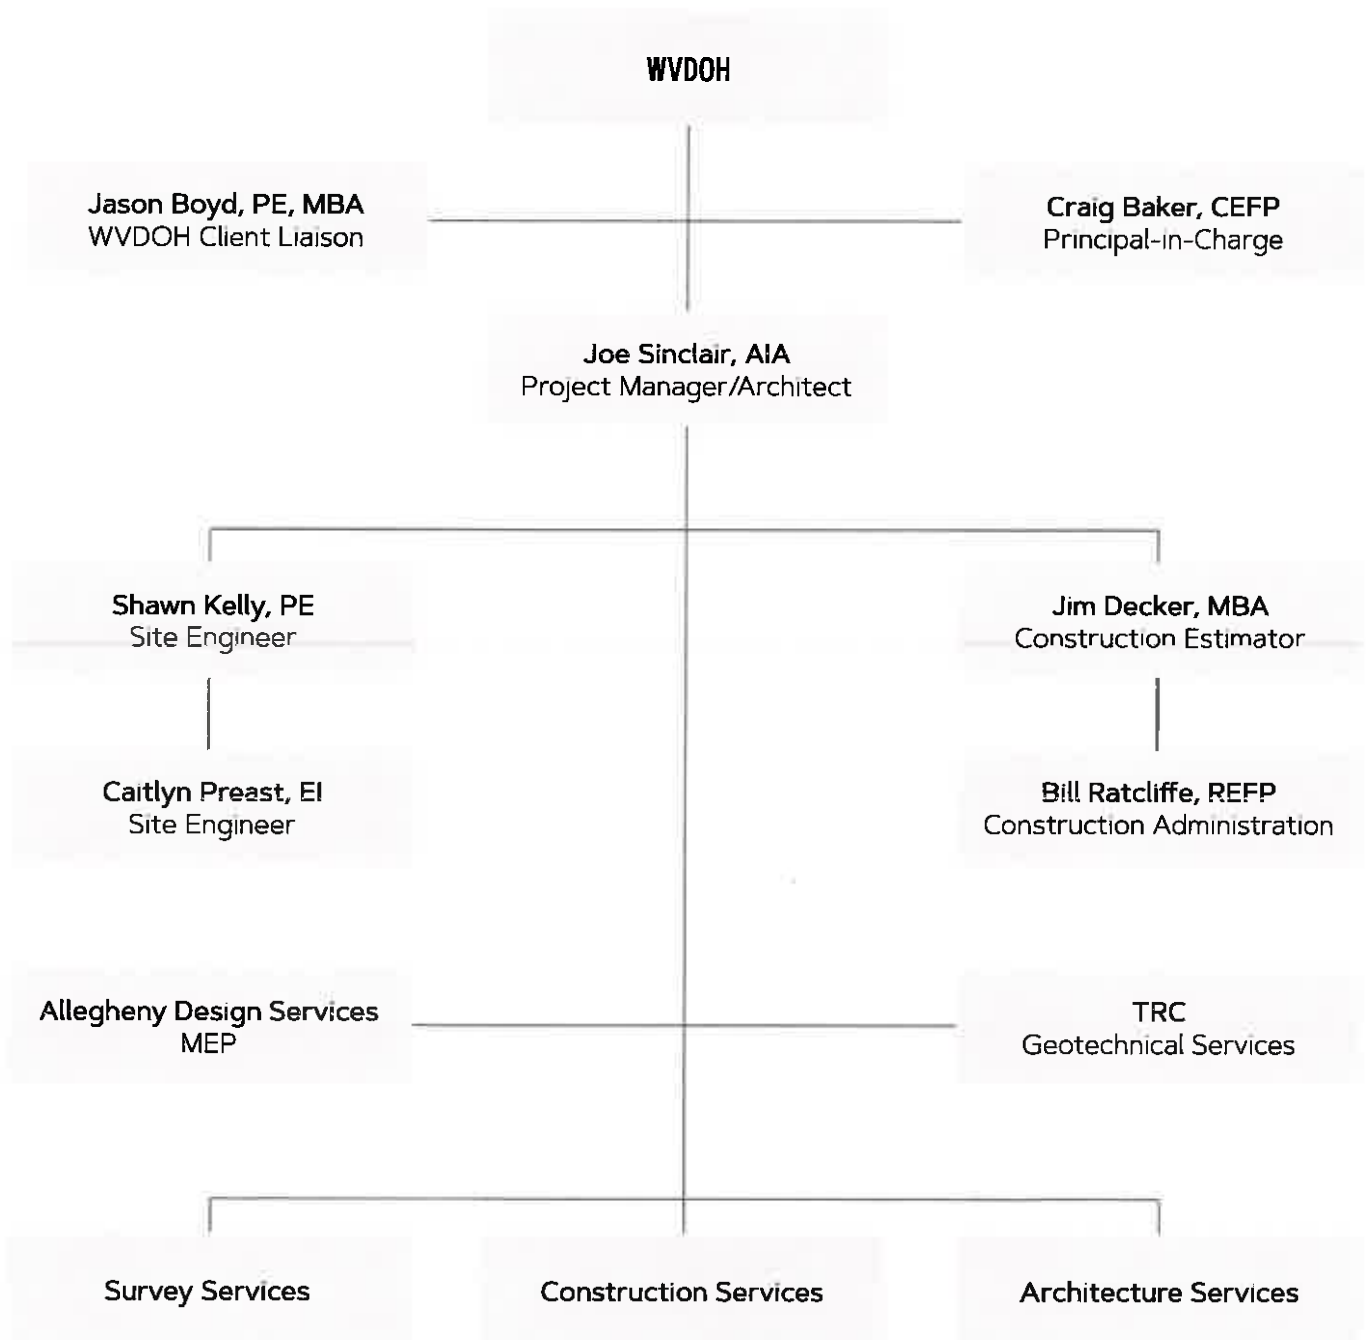 WVDOH
Jason Boyd, PE, MBA
WVDOH Client Liaison
Craig Baker, CEFP
Principal-in-Charge
Joe Sinclair, AIA
Project Manager/Architect
Shawn Kelly, PE
Site Engineer
Jim Decker, MBA
Construction Estimator
Caitlyn Preast, EI
Site Engineer
Bill Ratcliffe, REFP
Construction Administration
Allegheny Design Services
MEP
TRC
Geotechnical Services
Survey Services
Construction Services
Architecture Services